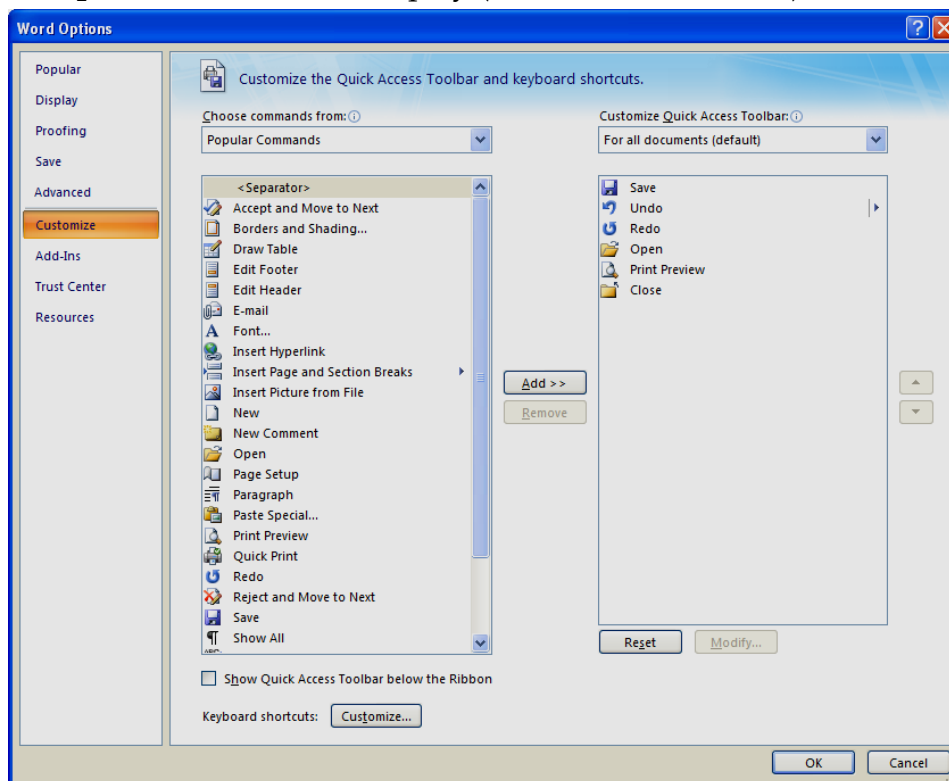 Word Options
Popular
Display
Proofing
Save
Advanced
Customize
Add-Ins
Trust Center
Resources
Customize the Quick Access Toolbar and keyboard shortcuts.
Choose commands from:
Popular Commands
<Separator>
Accept and Move to Next
Borders and Shading...
Draw Table
Edit Footer
Edit Header
E-mail
Font...
Insert Hyperlink
Insert Page and Section Breaks
Insert Picture from File
New
New Comment
Open
Page Setup
Paragraph
Paste Special...
Print Preview
Quick Print
Redo
Reject and Move to Next
Save
Show All
Add >>
Remove
Customize Quick Access Toolbar:
For all documents (default)
Save
Undo
Redo
Open
Print Preview
Close
Reset
Modify...
Show Quick Access Toolbar below the Ribbon
Keyboard shortcuts:
Customize...
OK
Cancel